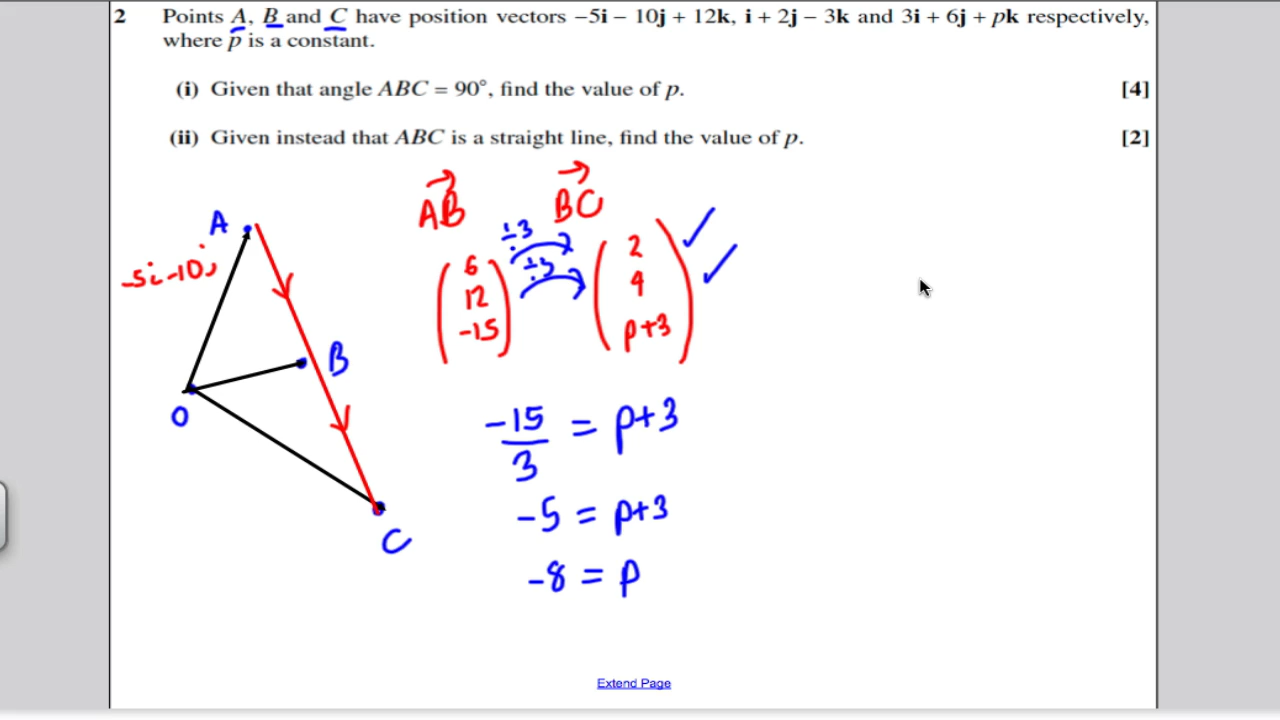 2 Points A, B and C have position vectors −5i − 10j + 12k, i + 2j − 3k and 3i + 6j + pk respectively,
where p is a constant.
(i) Given that angle ABC = 90°, find the value of p. [4]
(ii) Given instead that ABC is a straight line, find the value of p. [2]
A
-5i-10j
B
O
C
AB→ BC→
÷3
÷3
(6 12 -15) (2 4 p+3)
-15/3 = p+3
-5 = p+3
-8 = p
Extend Page